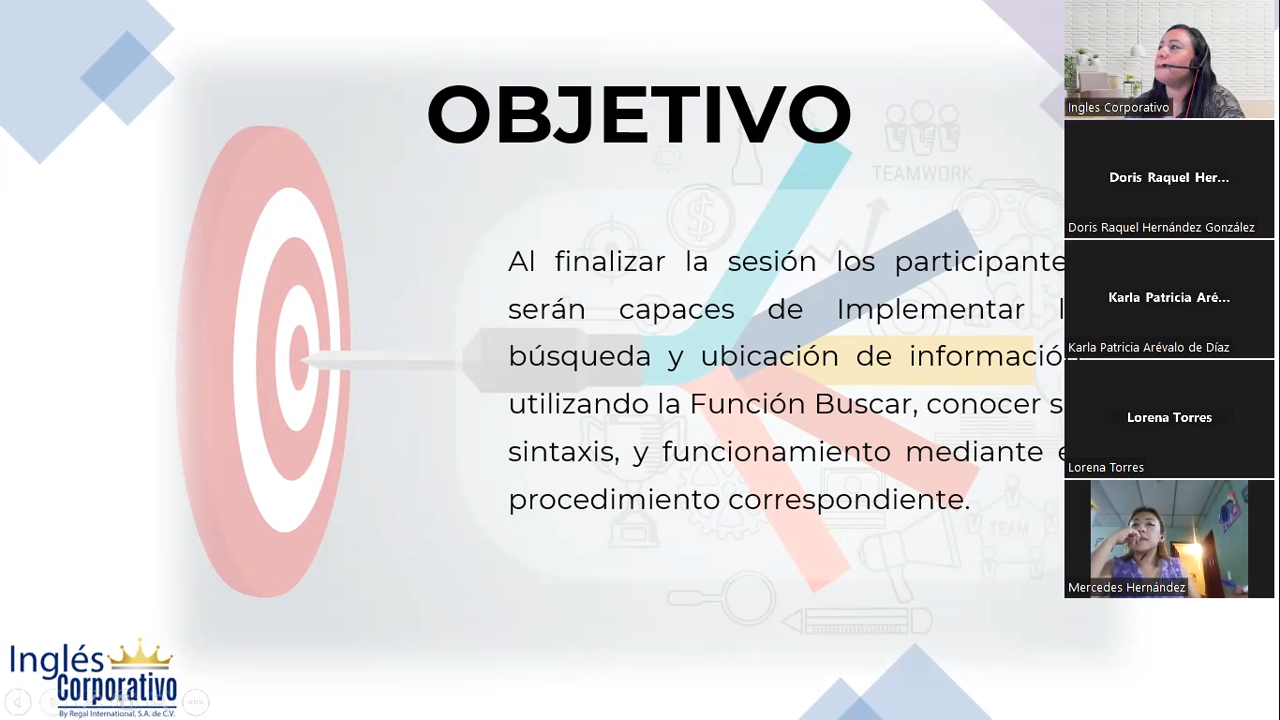 OBJETIVO
TEAMWORK
Al finalizar la sesión los participante
serán capaces de Implementar l
búsqueda y ubicación de informació
utilizando la Función Buscar, conocer s
sintaxis, y funcionamiento mediante e
procedimiento correspondiente.
TEAM
Inglés
Corporativo
By Regal International, S.A. de C.V.
Ingles Corporativo
Doris Raquel Her...
Doris Raquel Hernández González
Karla Patricia Aré...
Karla Patricia Arévalo de Díaz
Lorena Torres
Lorena Torres
Mercedes Hernández